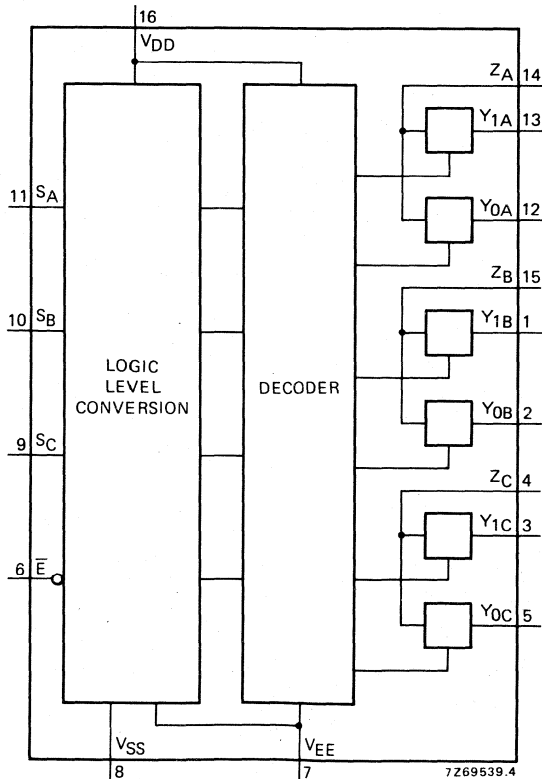 16
VDD
ZA 14
Y1A 13
11 SA
Y0A 12
ZB 15
10 SB
Y1B 1
LOGIC
LEVEL
CONVERSION
DECODER
Y0B 2
9 SC
ZC 4
Y1C 3
6 E̅
Y0C 5
VSS
VEE
8
7
7Z69539.4